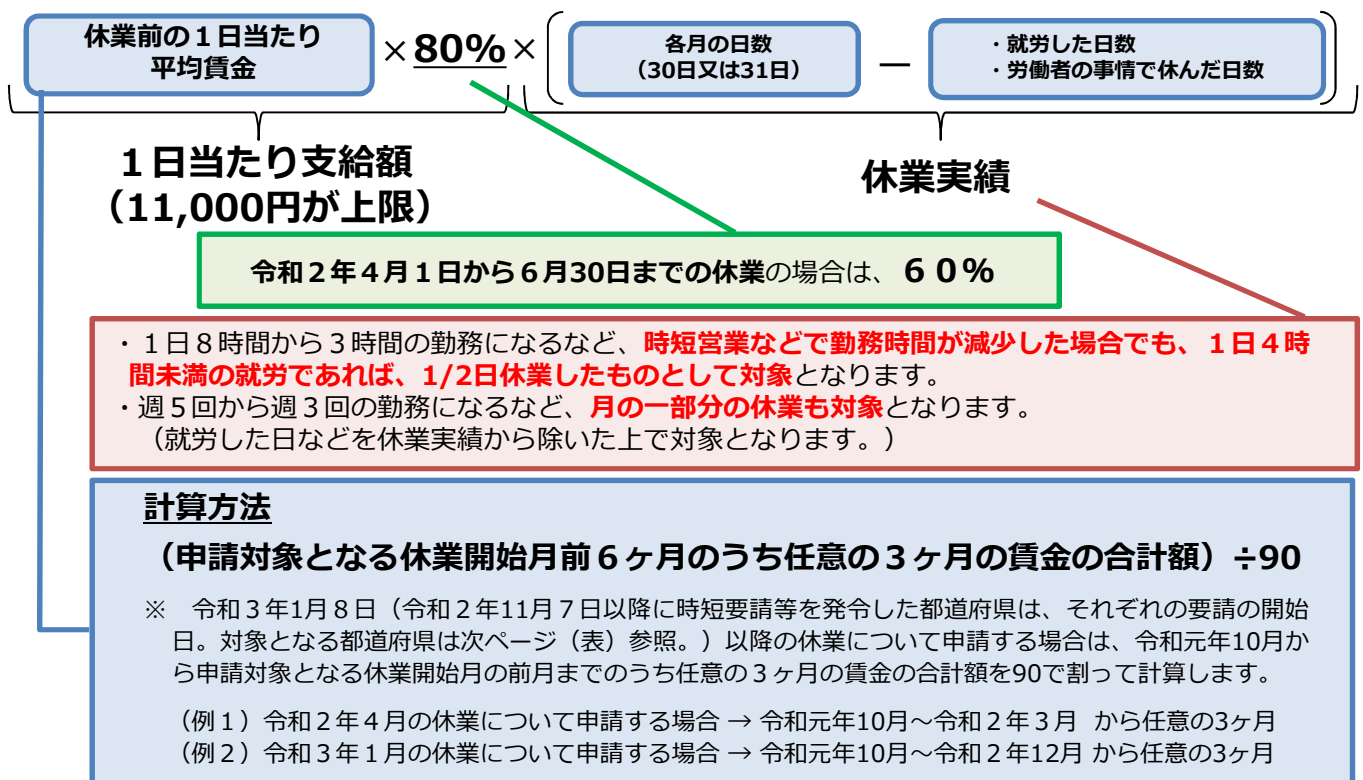 休業前の１日当たり
平均賃金
×80%×
各月の日数
（30日又は31日）
―
・就労した日数
・労働者の事情で休んだ日数
１日当たり支給額
（11,000円が上限）
休業実績
令和２年４月１日から６月30日までの休業の場合は、６０％
・１日８時間から３時間の勤務になるなど、時短営業などで勤務時間が減少した場合でも、１日４時
間未満の就労であれば、1/2日休業したものとして対象となります。
・週５回から週３回の勤務になるなど、月の一部分の休業も対象となります。
（就労した日などを休業実績から除いた上で対象となります。）
計算方法
（申請対象となる休業開始月前６ヶ月のうち任意の３ヶ月の賃金の合計額）÷90
※　令和３年1月８日（令和２年11月７日以降に時短要請等を発令した都道府県は、それぞれの要請の開始
日。対象となる都道府県は次ページ（表）参照。）以降の休業について申請する場合は、令和元年10月か
ら申請対象となる休業開始月の前月までのうち任意の３ヶ月の賃金の合計額を90で割って計算します。
（例１）令和２年４月の休業について申請する場合 → 令和元年10月～令和２年３月 から任意の3ヶ月
（例２）令和３年１月の休業について申請する場合 → 令和元年10月～令和２年12月 から任意の3ヶ月